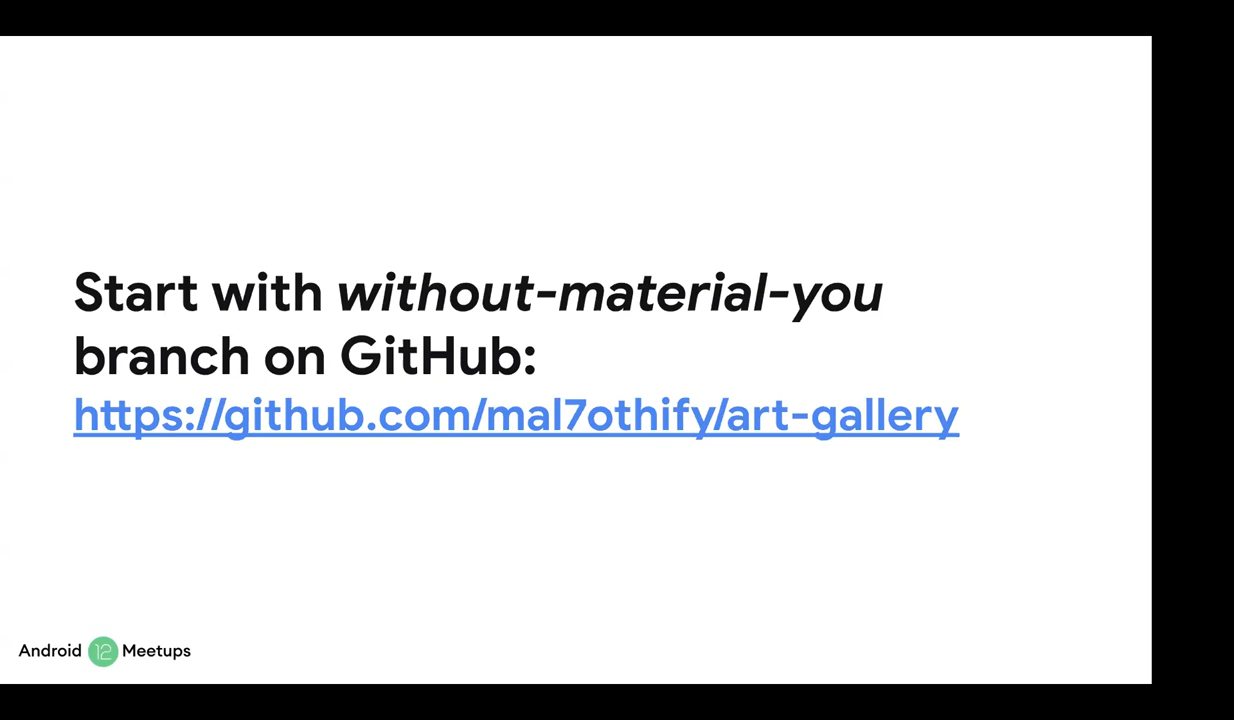 Start with without-material-you
branch on GitHub:
https://github.com/mal7othify/art-gallery
Android 12 Meetups